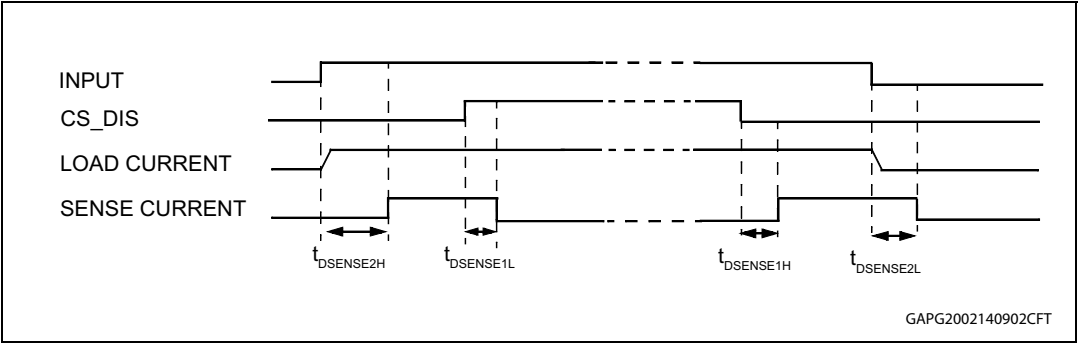 INPUT
CS_DIS
LOAD CURRENT
SENSE CURRENT
tDSENSE2H
tDSENSE1L
tDSENSE1H
tDSENSE2L
GAPG2002140902CFT